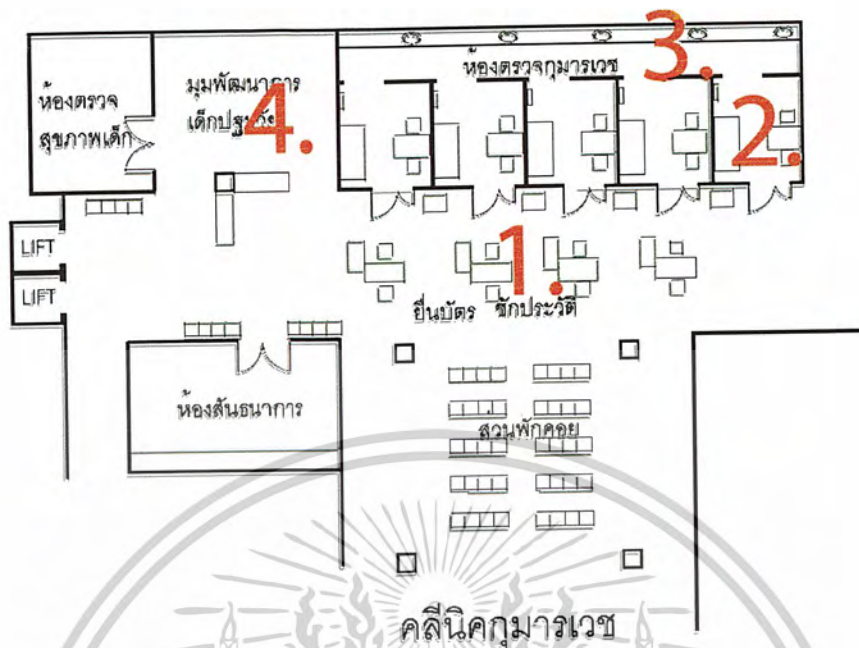 3.
ห้องตรวจกุมารเวช
ห้องตรวจ
สุขภาพเด็ก
มุมพัฒนาการ
เด็กปฐมวัย
4.
2.
LIFT
LIFT
1.
ยื่นบัตร ซักประวัติ
ห้องสันธนาการ
สวนพักคอย
คลีนิคกุมารเวช